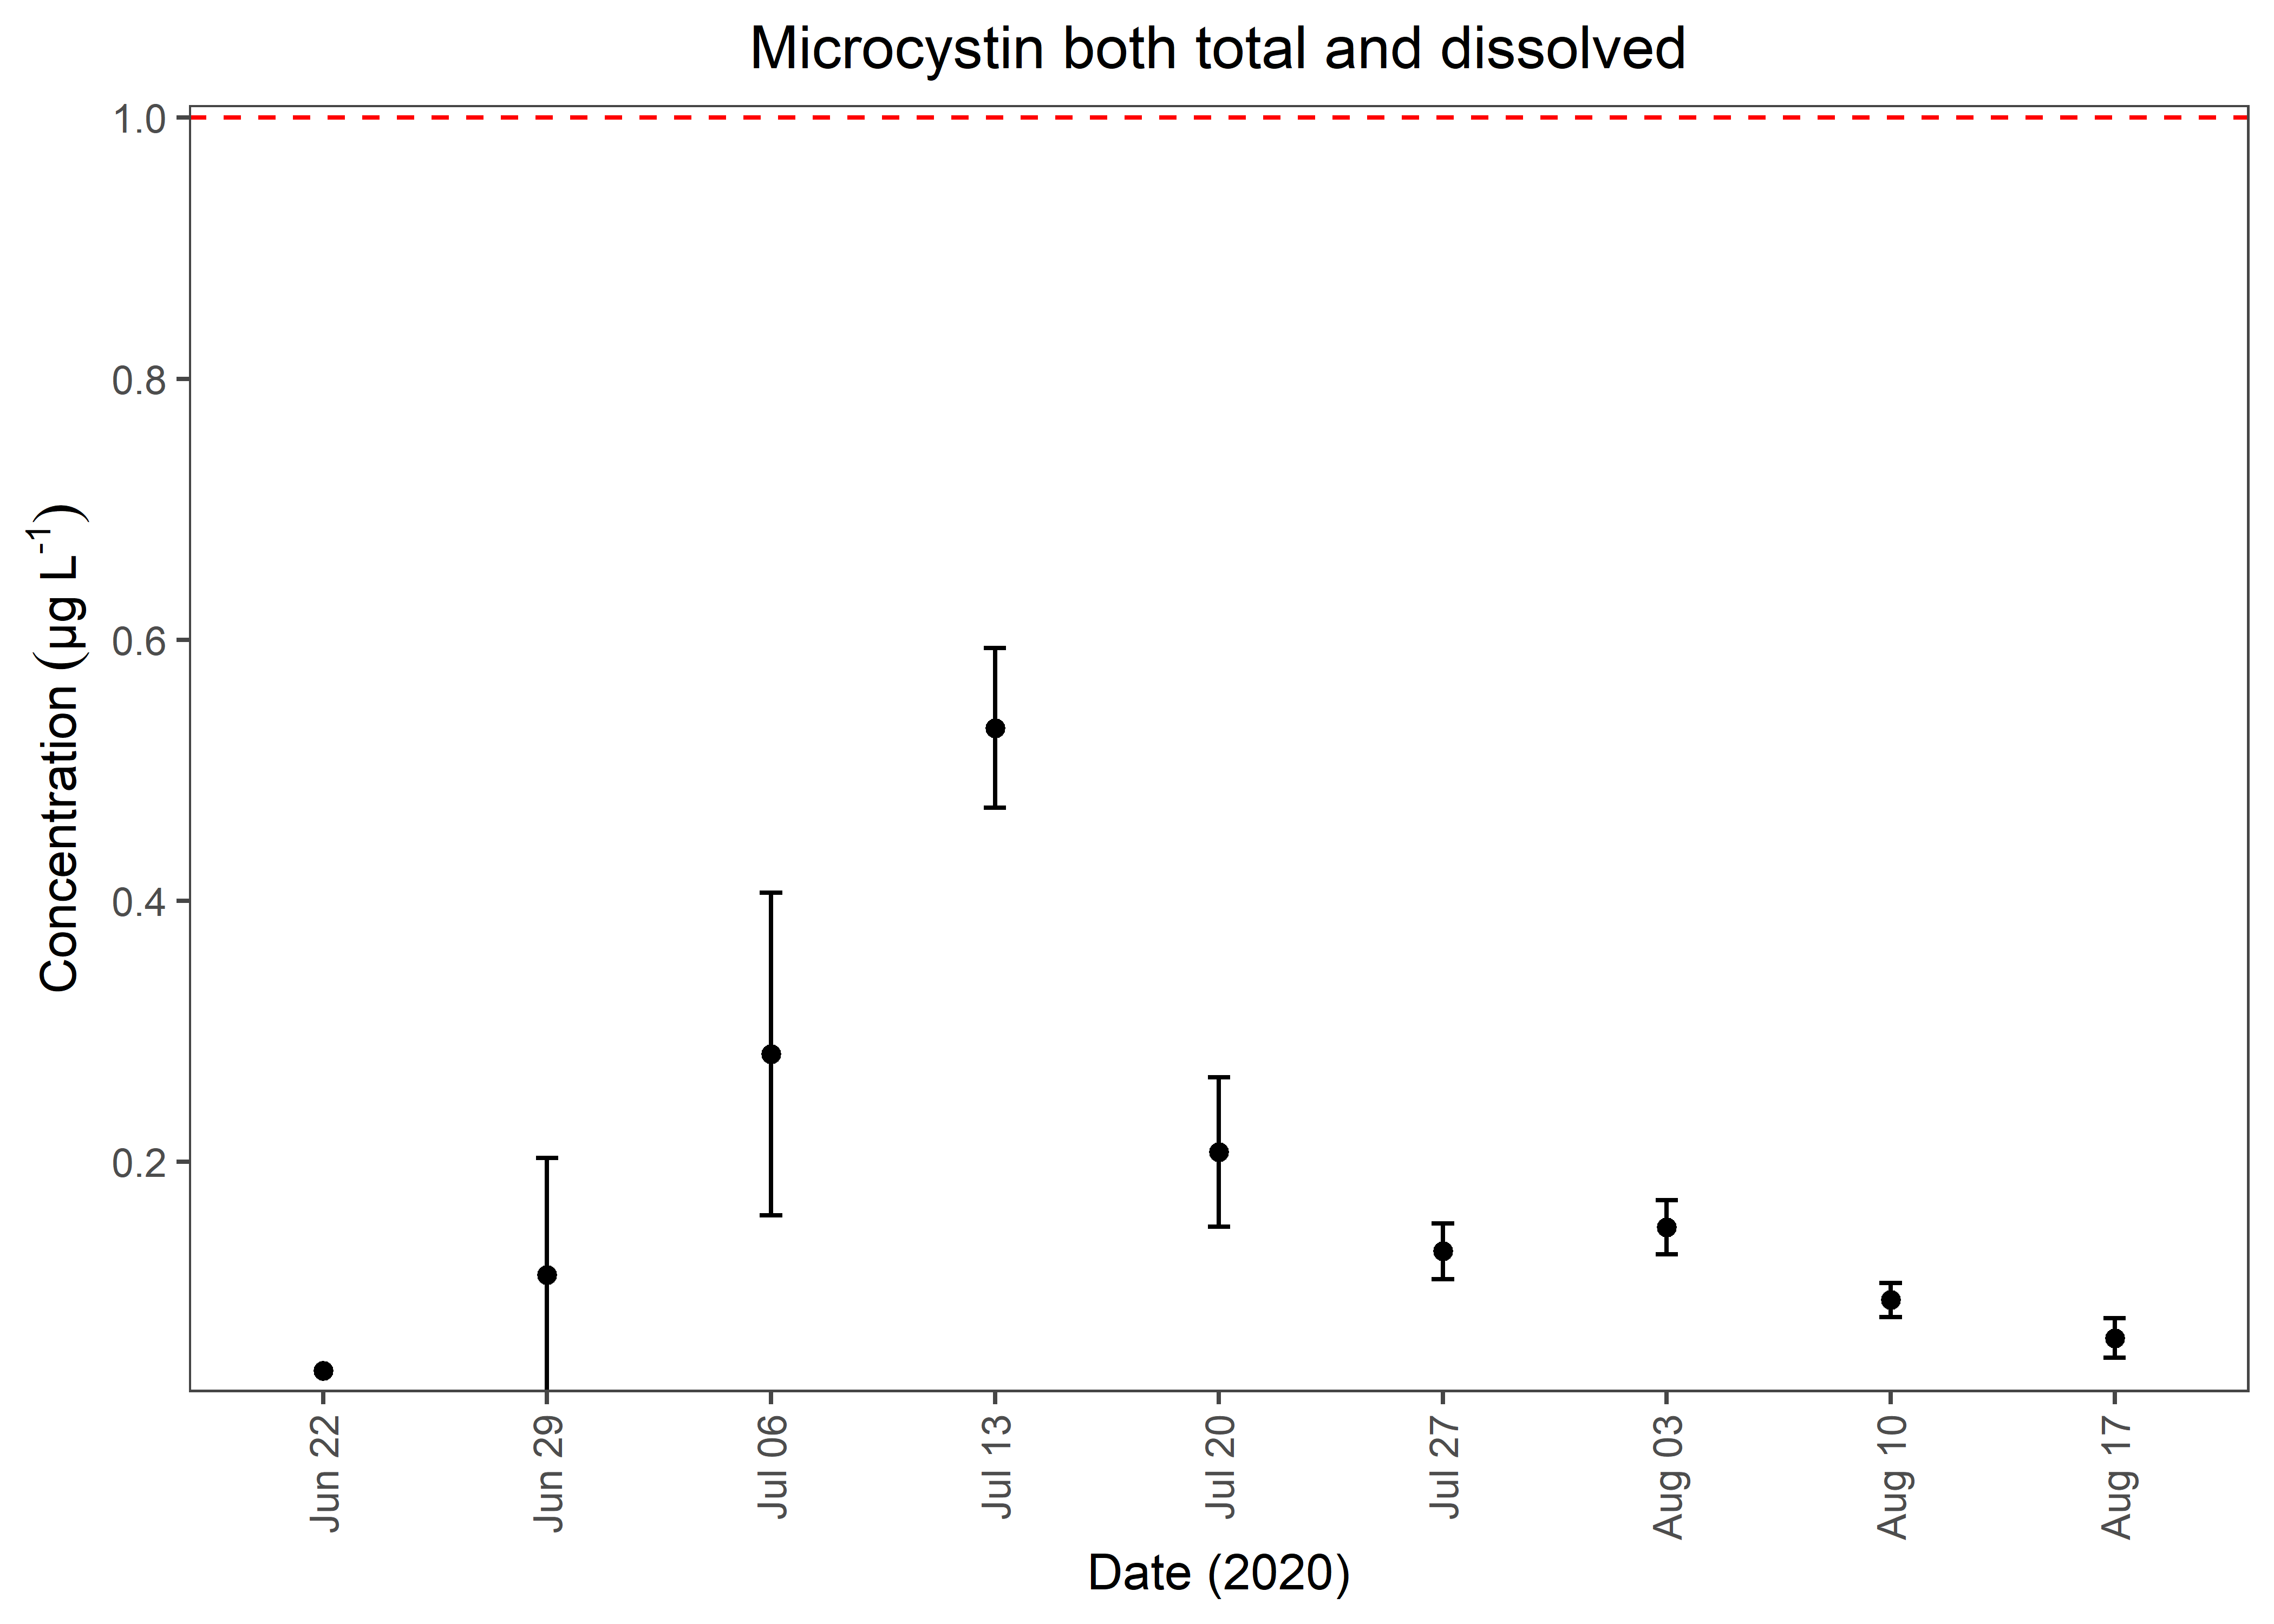 Microcystin both total and dissolved
Concentration (µg L⁻¹)
1.0
0.8
0.6
0.4
0.2
Jun 22
Jun 29
Jul 06
Jul 13
Jul 20
Jul 27
Aug 03
Aug 10
Aug 17
Date (2020)